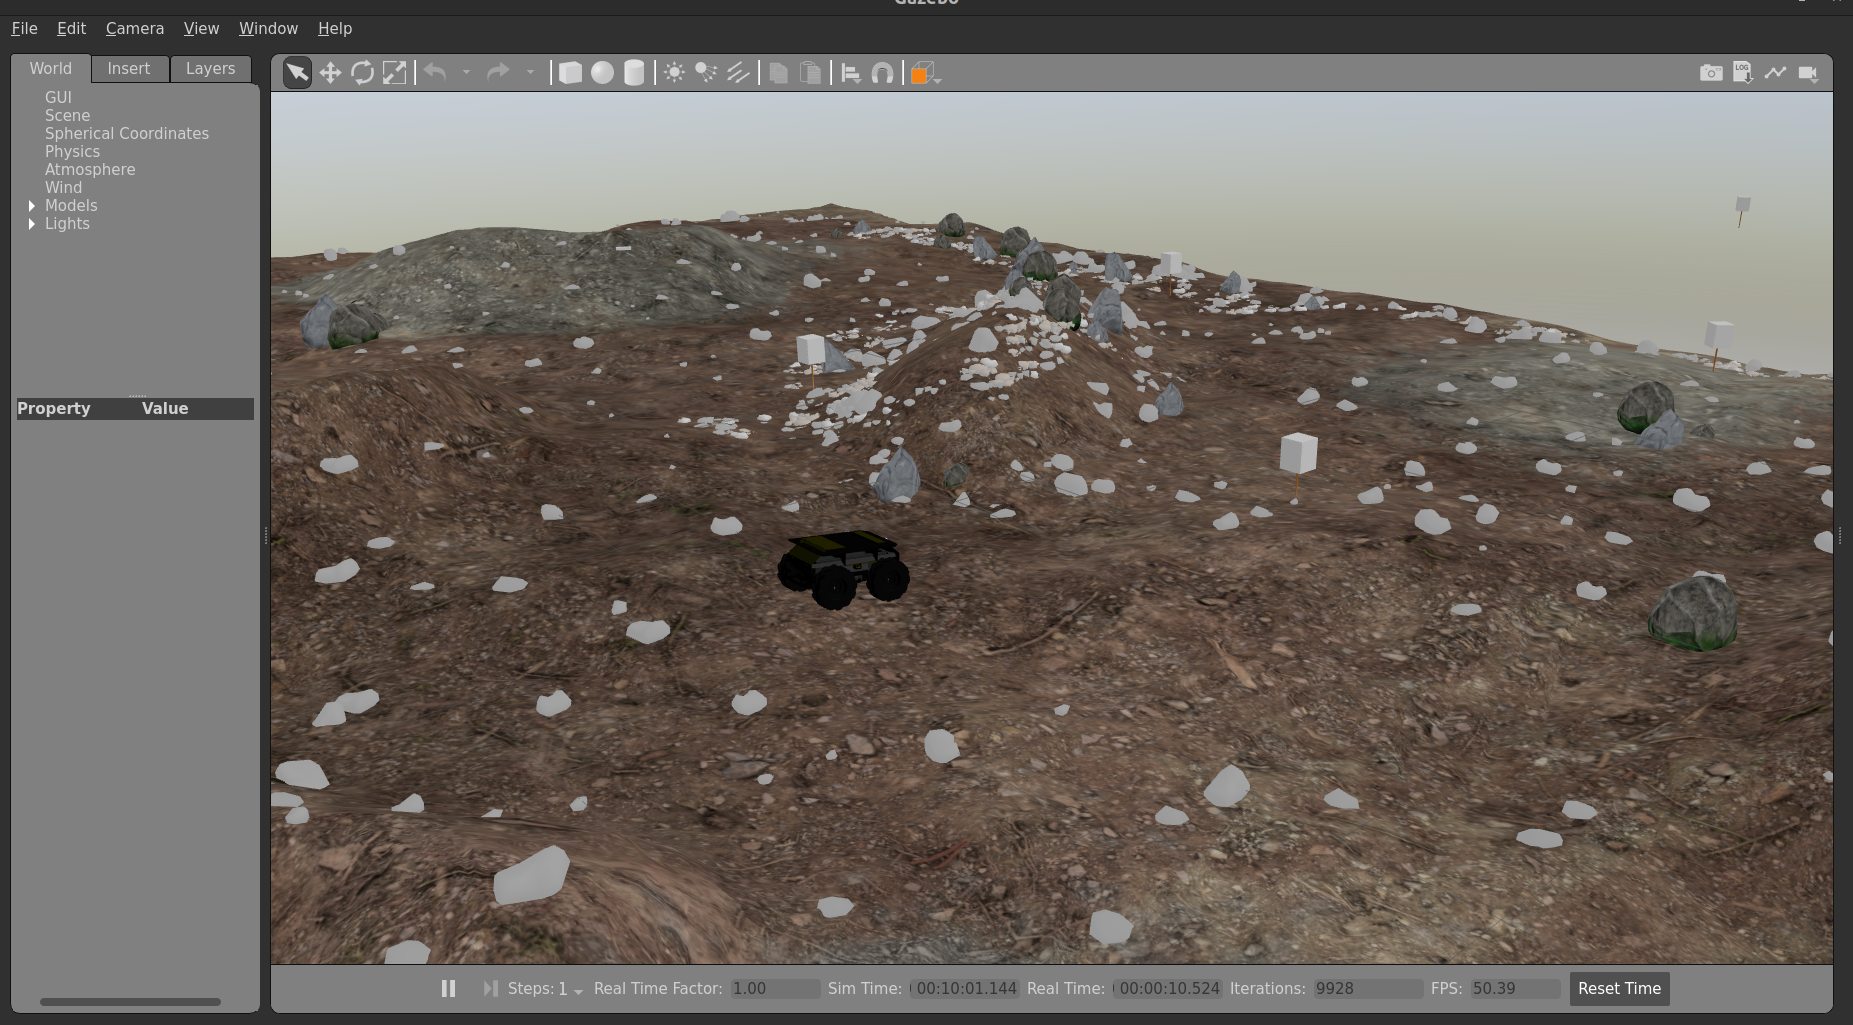 Gazebo
File Edit Camera View Window Help
World Insert Layers
GUI
Scene
Spherical Coordinates
Physics
Atmosphere
Wind
Models
Lights
Property Value
LOG
Steps: 1 Real Time Factor: 1.00 Sim Time: 00:10:01.144 Real Time: 00:00:10.524 Iterations: 9928 FPS: 50.39 Reset Time